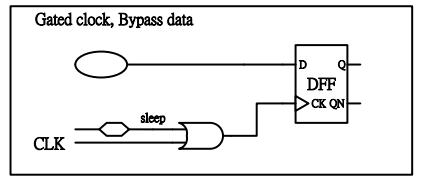 Gated clock, Bypass data
D Q
DFF
CK QN
sleep
CLK